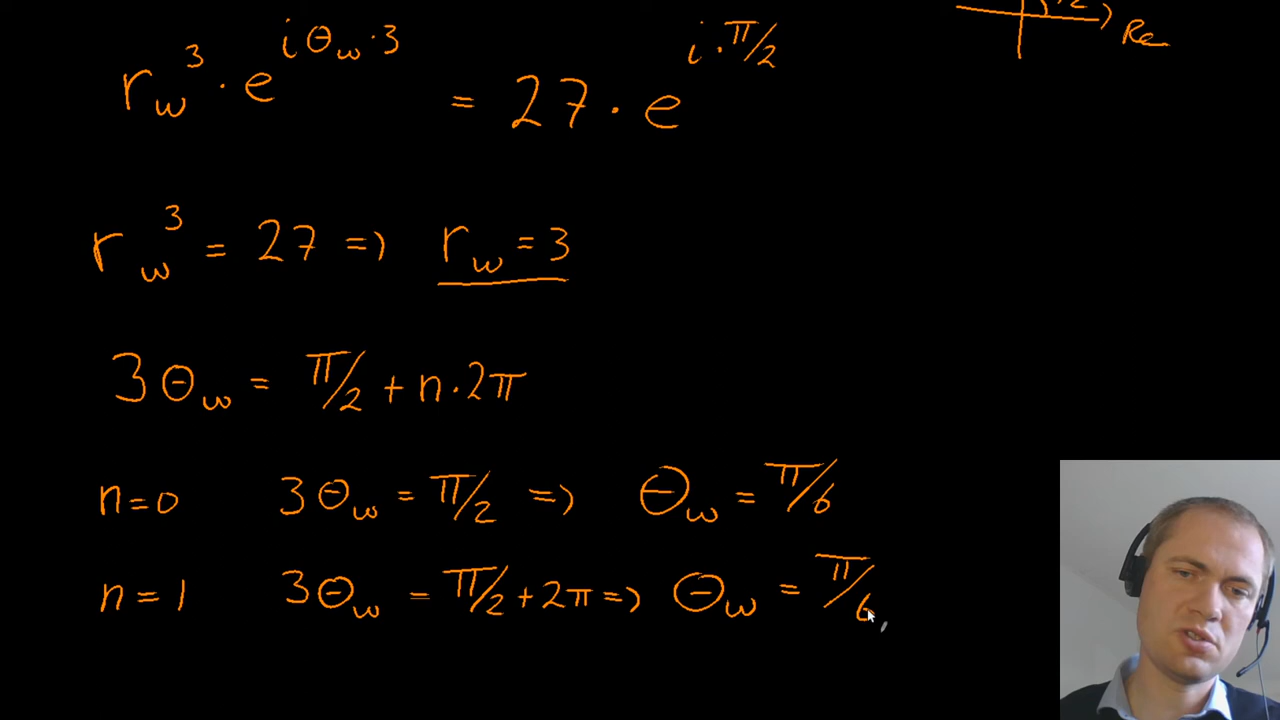 Re
r_w^3 · e^{iθ_w·3} = 27 · e^{i·π/2}
r_w^3 = 27 => r_w = 3
3θ_w = π/2 + n·2π
n=0 3θ_w = π/2 => θ_w = π/6
n=1 3θ_w = π/2+2π => θ_w = π/6